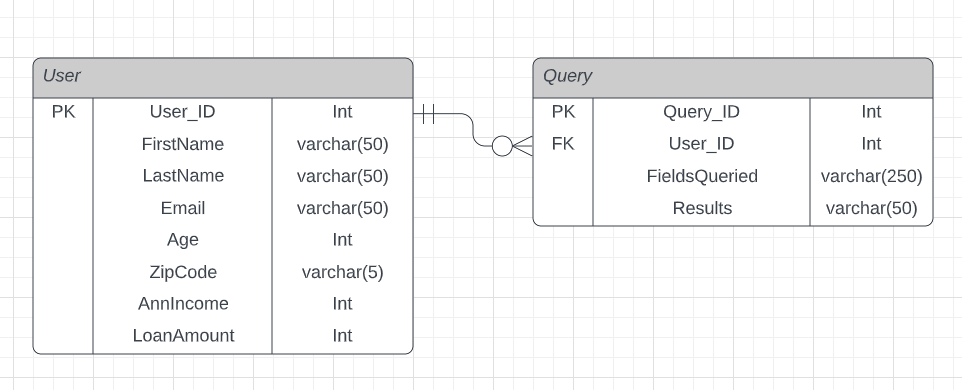 User
PK User_ID Int
FirstName varchar(50)
LastName varchar(50)
Email varchar(50)
Age Int
ZipCode varchar(5)
AnnIncome Int
LoanAmount Int
Query
PK Query_ID Int
FK User_ID Int
FieldsQueried varchar(250)
Results varchar(50)